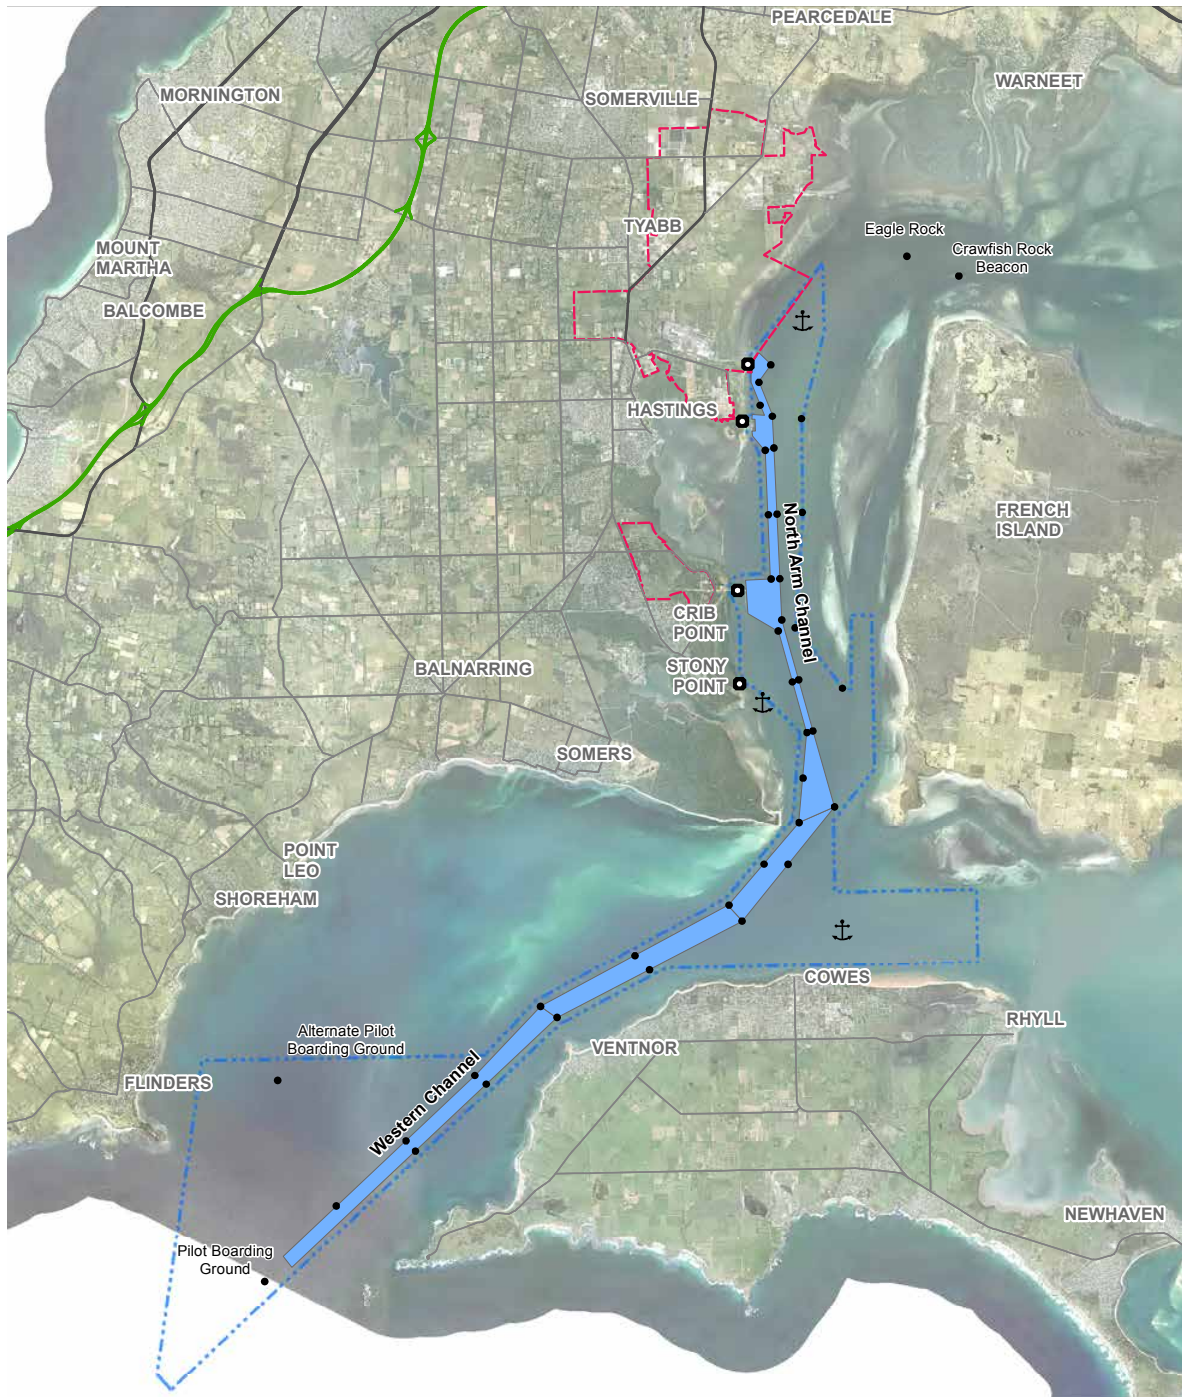 PEARCEDALE
WARNEET
MORNINGTON
SOMERVILLE
TYABB
Eagle Rock
Crawfish Rock
Beacon
MOUNT
MARTHA
BALCOMBE
HASTINGS
North Arm Channel
FRENCH
ISLAND
CRIB
POINT
STONY
POINT
BALNARRING
SOMERS
POINT
LEO
SHOREHAM
COWES
RHYLL
VENTNOR
Alternate Pilot
Boarding Ground
FLINDERS
Western Channel
NEWHAVEN
Pilot Boarding
Ground